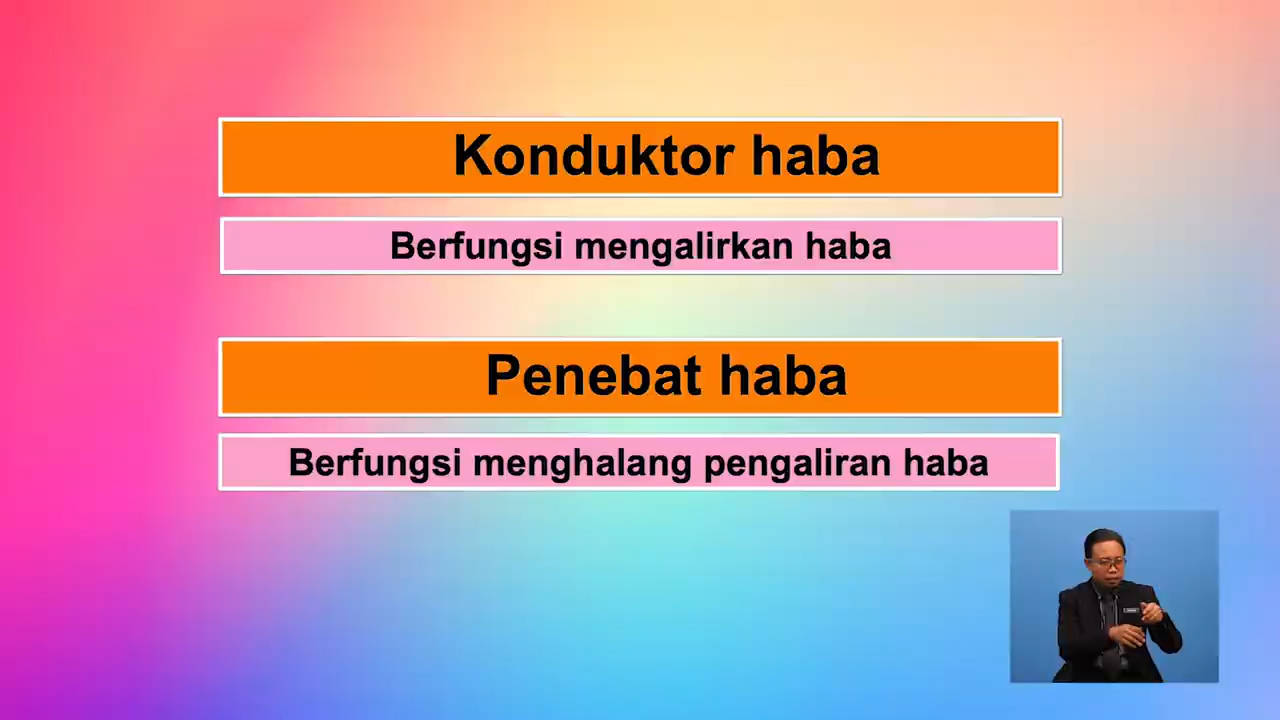 Konduktor haba
Berfungsi mengalirkan haba
Penebat haba
Berfungsi menghalang pengaliran haba